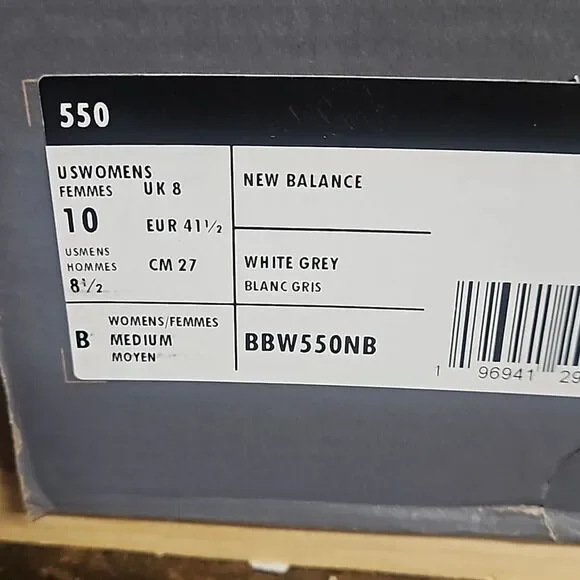 550
USWOMENS
FEMMES UK 8
10 EUR 41½
USMENS
HOMMES CM 27
8½
B WOMENS/FEMMES
MEDIUM
MOYEN
NEW BALANCE
WHITE GREY
BLANC GRIS
BBW550NB
1 96941 29